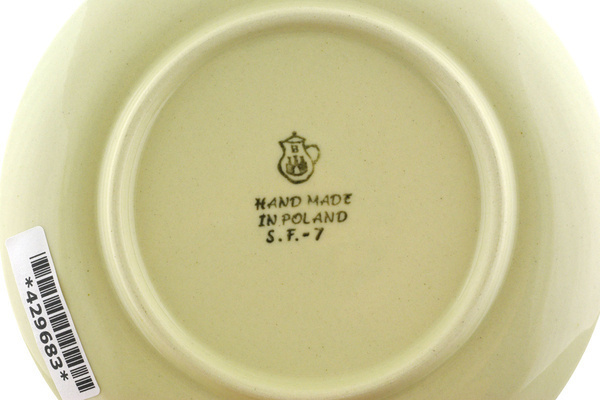 HAND MADE
IN POLAND
S.F.-7
*429683*